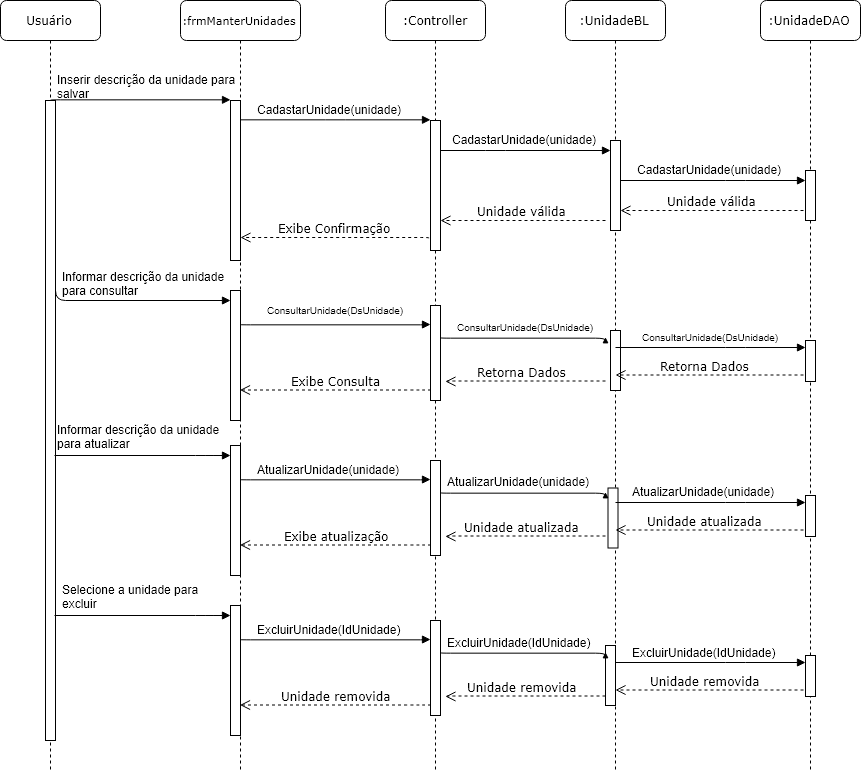 Usuário
:frmManterUnidades
:Controller
:UnidadeBL
:UnidadeDAO
Inserir descrição da unidade para
salvar
CadastarUnidade(unidade)
CadastarUnidade(unidade)
CadastarUnidade(unidade)
Unidade válida
Unidade válida
Exibe Confirmação
Informar descrição da unidade
para consultar
ConsultarUnidade(DsUnidade)
ConsultarUnidade(DsUnidade)
ConsultarUnidade(DsUnidade)
Retorna Dados
Retorna Dados
Exibe Consulta
Informar descrição da unidade
para atualizar
AtualizarUnidade(unidade)
AtualizarUnidade(unidade)
AtualizarUnidade(unidade)
Unidade atualizada
Unidade atualizada
Exibe atualização
Selecione a unidade para
excluir
ExcluirUnidade(IdUnidade)
ExcluirUnidade(IdUnidade)
ExcluirUnidade(IdUnidade)
Unidade removida
Unidade removida
Unidade removida